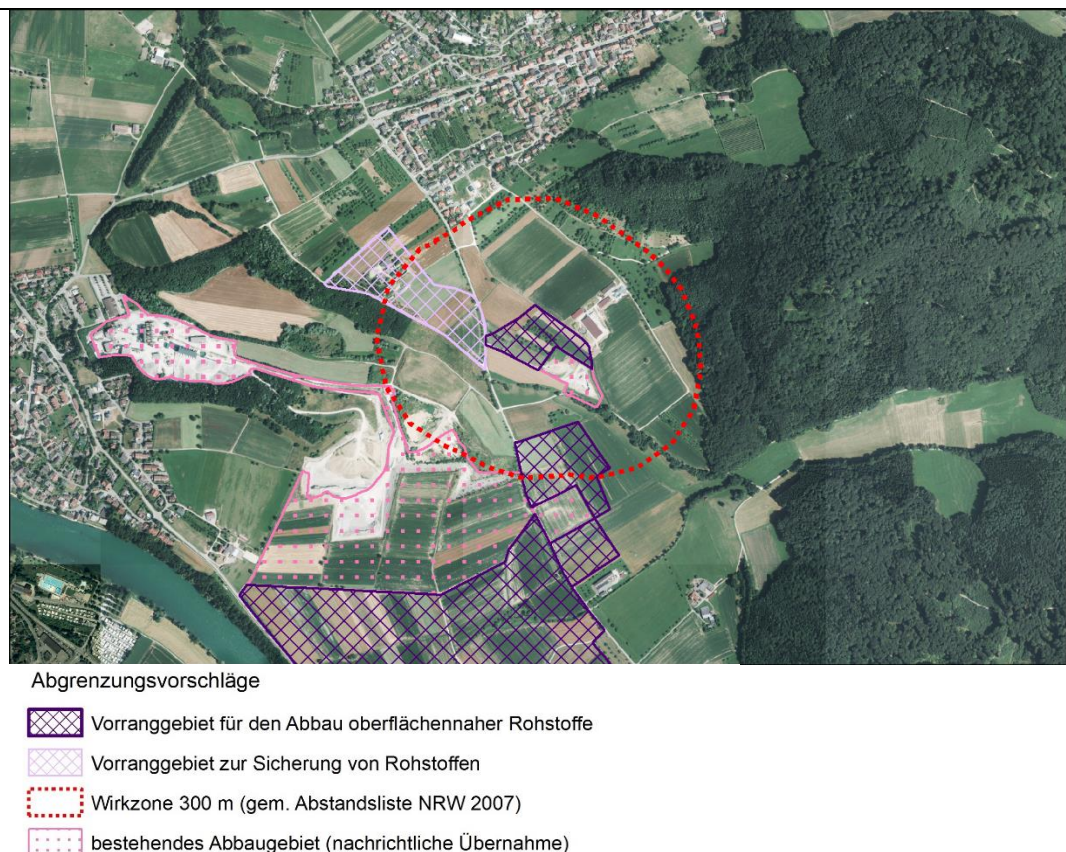 Abgrenzungsvorschläge
Vorranggebiet für den Abbau oberflächennaher Rohstoffe
Vorranggebiet zur Sicherung von Rohstoffen
Wirkzone 300 m (gem. Abstandsliste NRW 2007)
bestehendes Abbaugebiet (nachrichtliche Übernahme)